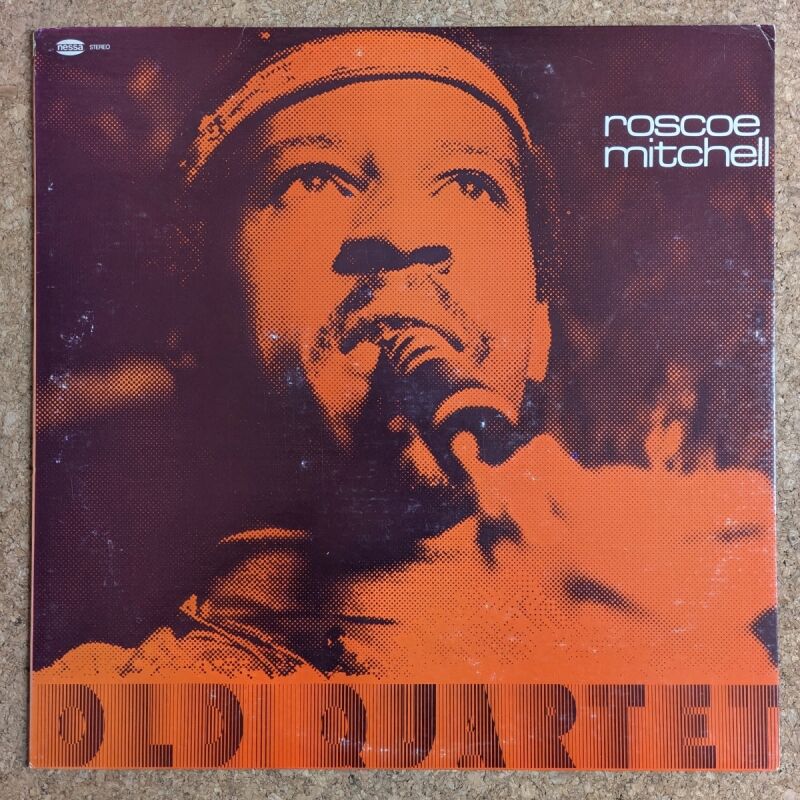 nessa STEREO
roscoe
mitchell
OLD QUARTET